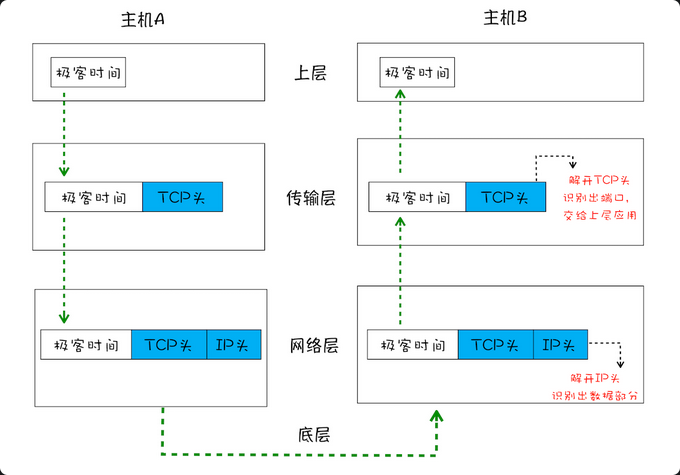 主机A
主机B
极客时间
上层
极客时间
极客时间
TCP头
传输层
极客时间
TCP头
解开TCP头
识别出端口,
交给上层应用
极客时间
TCP头
IP头
网络层
极客时间
TCP头
IP头
解开IP头
识别出数据部分
底层